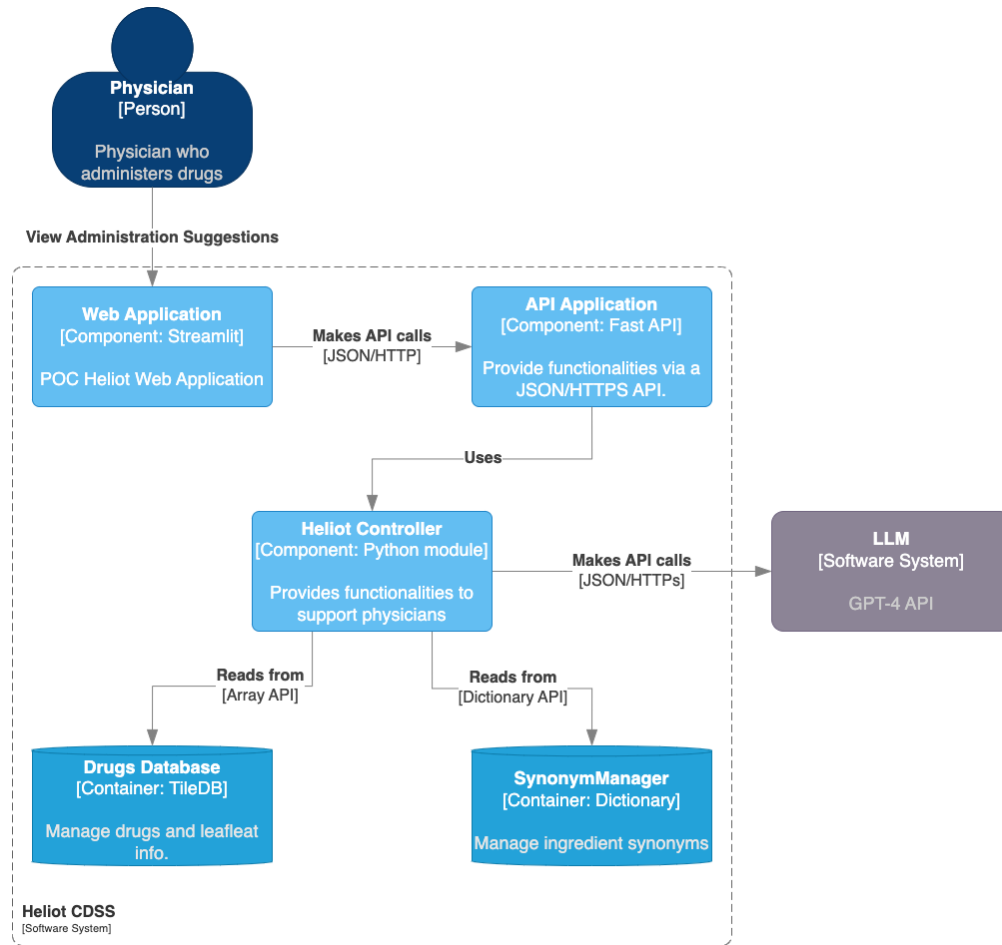 Physician
[Person]
Physician who
administers drugs
View Administration Suggestions
Web Application
[Component: Streamlit]
POC Heliot Web Application
Makes API calls
[JSON/HTTP]
API Application
[Component: Fast API]
Provide functionalities via a
JSON/HTTPS API.
Uses
Heliot Controller
[Component: Python module]
Provides functionalities to
support physicians
Makes API calls
[JSON/HTTPs]
LLM
[Software System]
GPT-4 API
Reads from
[Array API]
Reads from
[Dictionary API]
Drugs Database
[Container: TileDB]
Manage drugs and leafleat
info.
SynonymManager
[Container: Dictionary]
Manage ingredient synonyms
Heliot CDSS
[Software System]